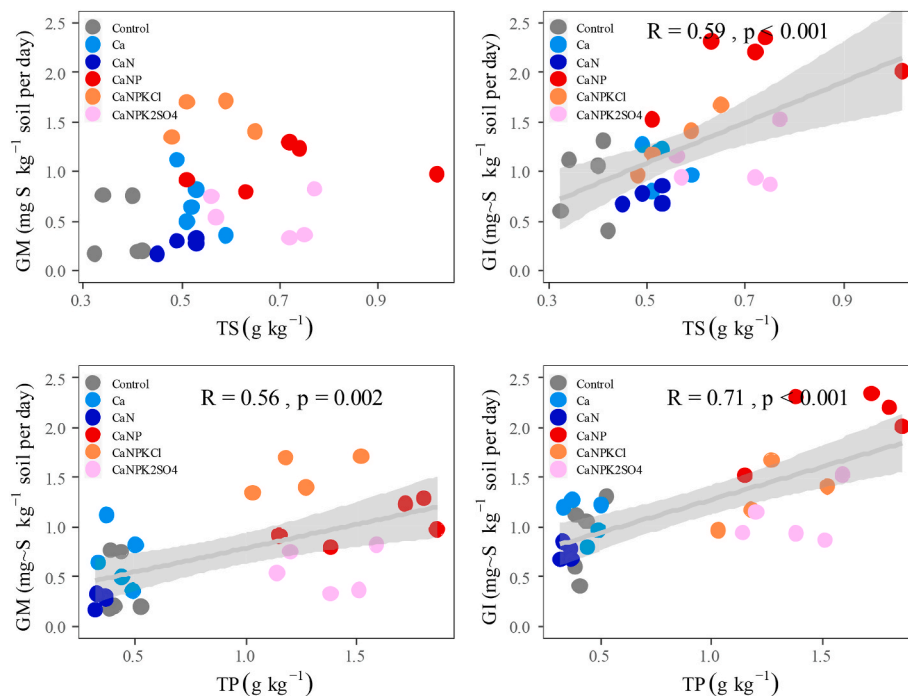 Control
Ca
CaN
CaNP
CaNPKCl
CaNPK2SO4
GM (mg S kg⁻¹ soil per day)
2.5
2.0
1.5
1.0
0.5
0.0
0.3
0.5
0.7
0.9
TS (g kg⁻¹)
R = 0.59 , p < 0.001
Control
Ca
CaN
CaNP
CaNPKCl
CaNPK2SO4
GI (mg~S kg⁻¹ soil per day)
2.5
2.0
1.5
1.0
0.5
0.0
0.3
0.5
0.7
0.9
TS (g kg⁻¹)
R = 0.56 , p = 0.002
Control
Ca
CaN
CaNP
CaNPKCl
CaNPK2SO4
GM (mg~S kg⁻¹ soil per day)
2.5
2.0
1.5
1.0
0.5
0.0
0.5
1.0
1.5
TP (g kg⁻¹)
R = 0.71 , p < 0.001
Control
Ca
CaN
CaNP
CaNPKCl
CaNPK2SO4
GI (mg~S kg⁻¹ soil per day)
2.5
2.0
1.5
1.0
0.5
0.0
0.5
1.0
1.5
TP (g kg⁻¹)